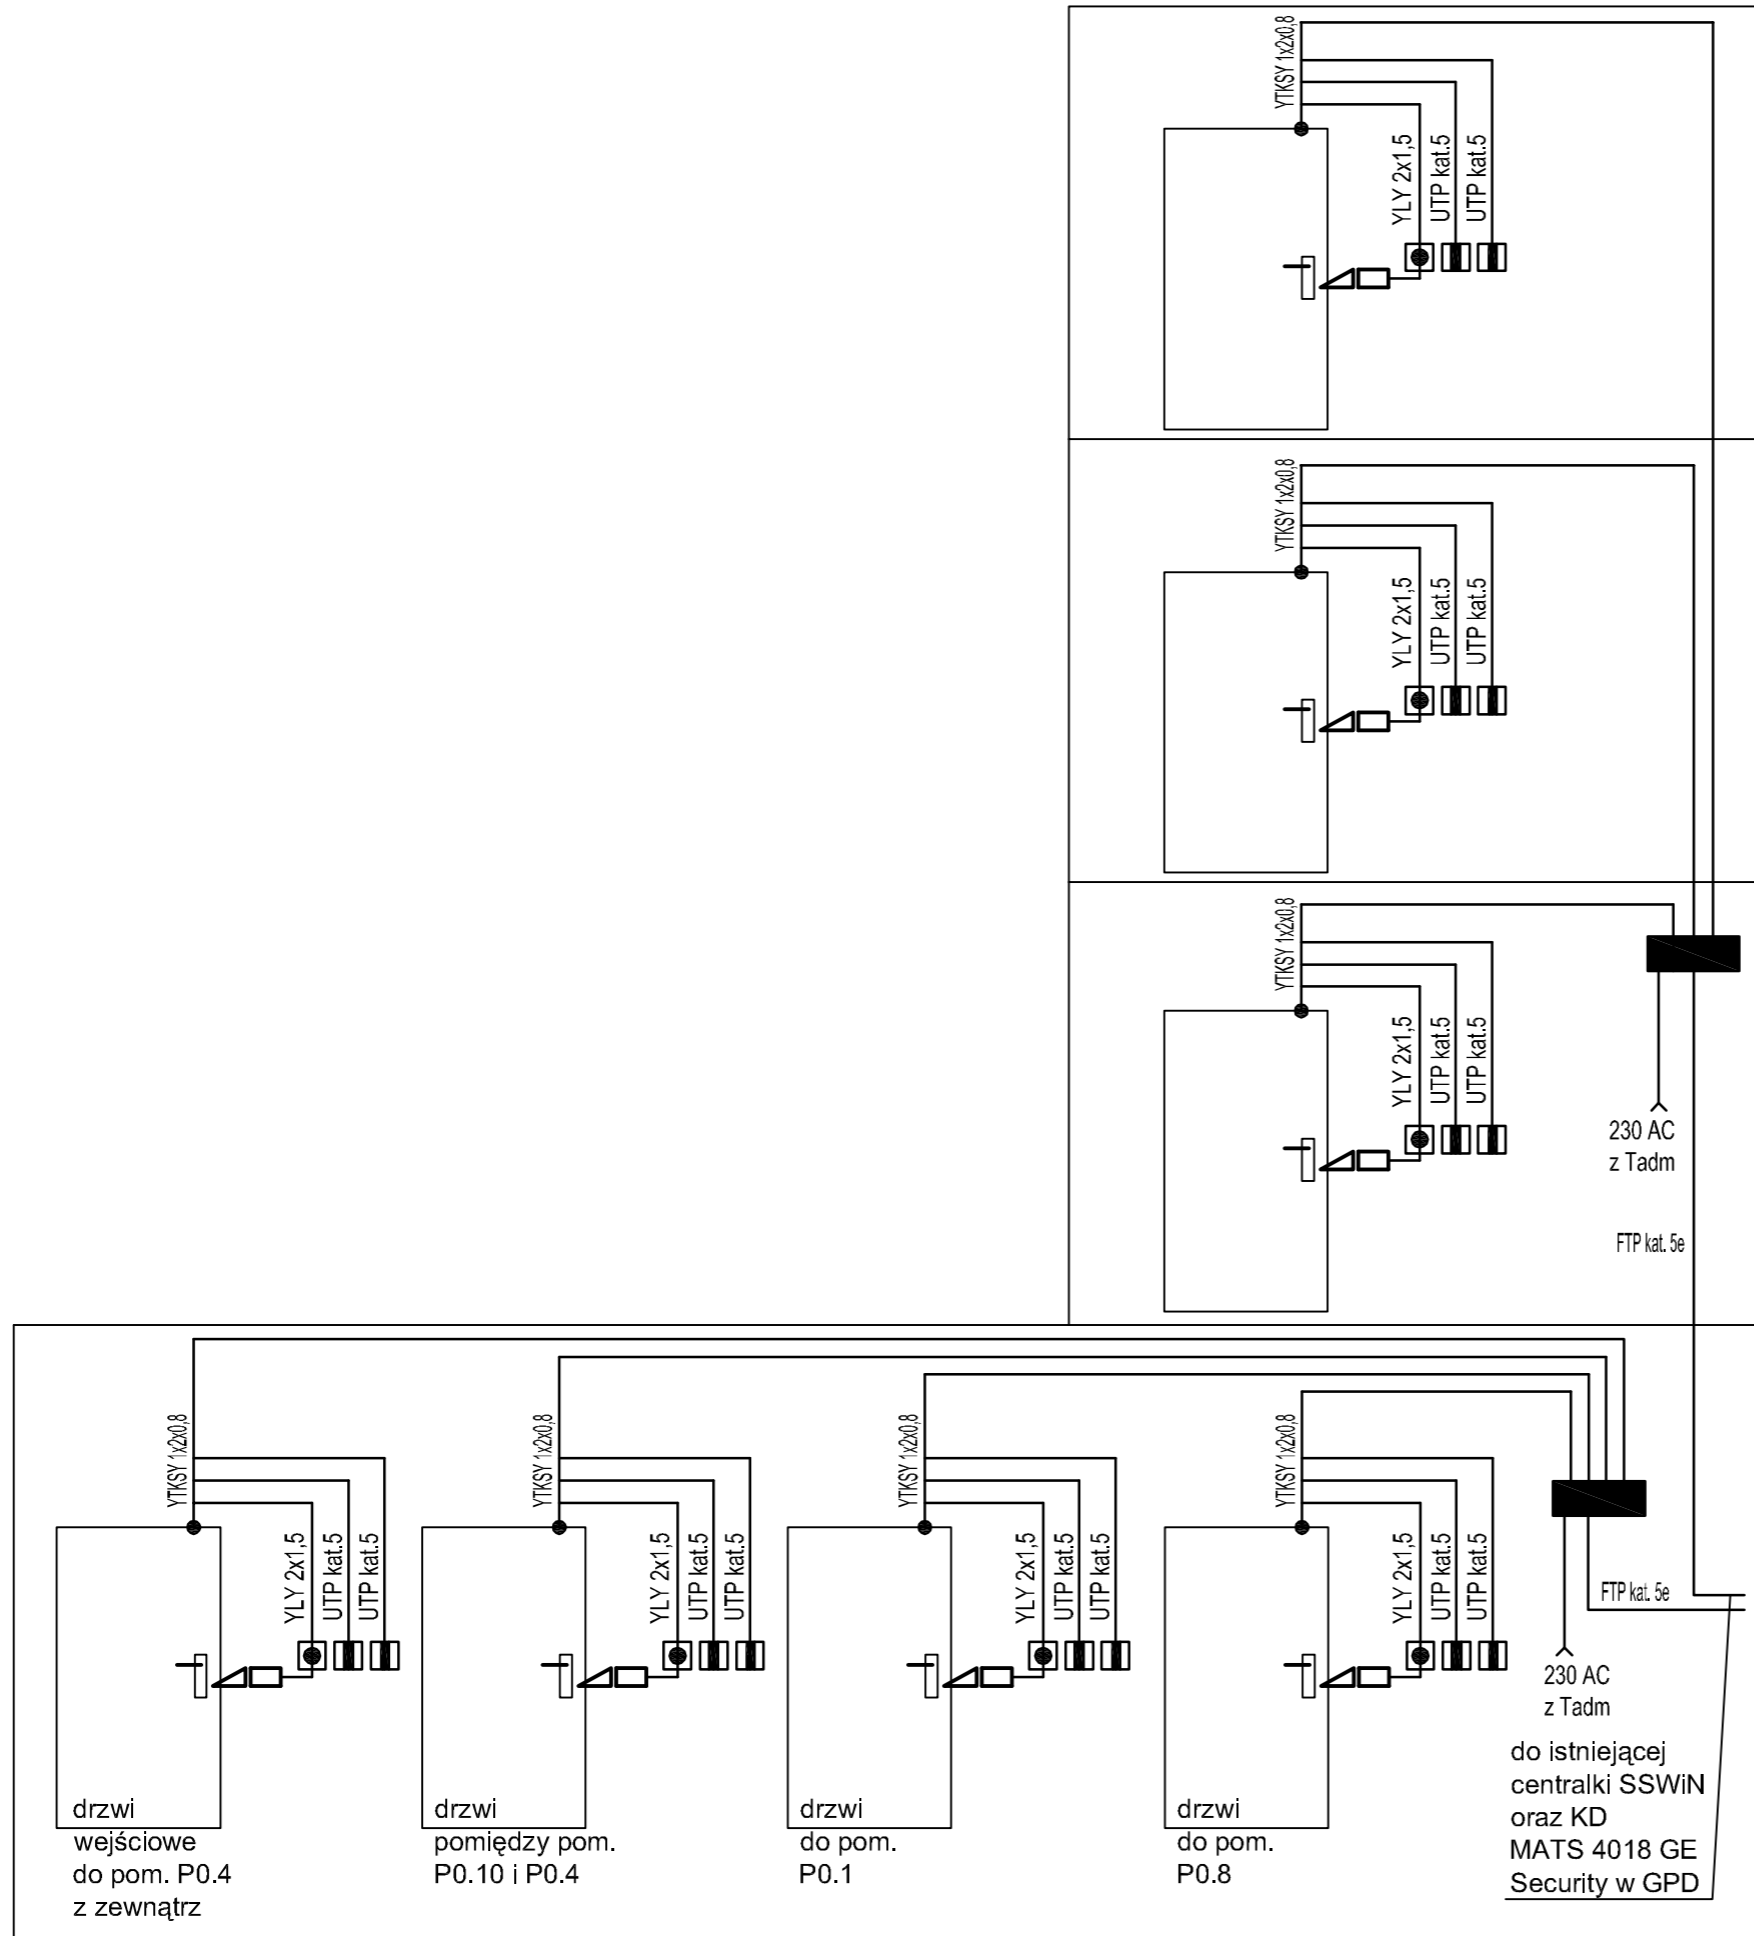 YTKSY 1x2x0,8
YLY 2x1,5
UTP kat.5
UTP kat.5
YTKSY 1x2x0,8
YLY 2x1,5
UTP kat.5
UTP kat.5
YTKSY 1x2x0,8
YLY 2x1,5
UTP kat.5
UTP kat.5
230 AC
z Tadm
FTP kat. 5e
YTKSY 1x2x0,8
YLY 2x1,5
UTP kat.5
UTP kat.5
drzwi
wejściowe
do pom. P0.4
z zewnątrz
YTKSY 1x2x0,8
YLY 2x1,5
UTP kat.5
UTP kat.5
drzwi
pomiędzy pom.
P0.10 i P0.4
YTKSY 1x2x0,8
YLY 2x1,5
UTP kat.5
UTP kat.5
drzwi
do pom.
P0.1
YTKSY 1x2x0,8
YLY 2x1,5
UTP kat.5
UTP kat.5
drzwi
do pom.
P0.8
FTP kat. 5e
230 AC
z Tadm
do istniejącej
centralki SSWiN
oraz KD
MATS 4018 GE
Security w GPD